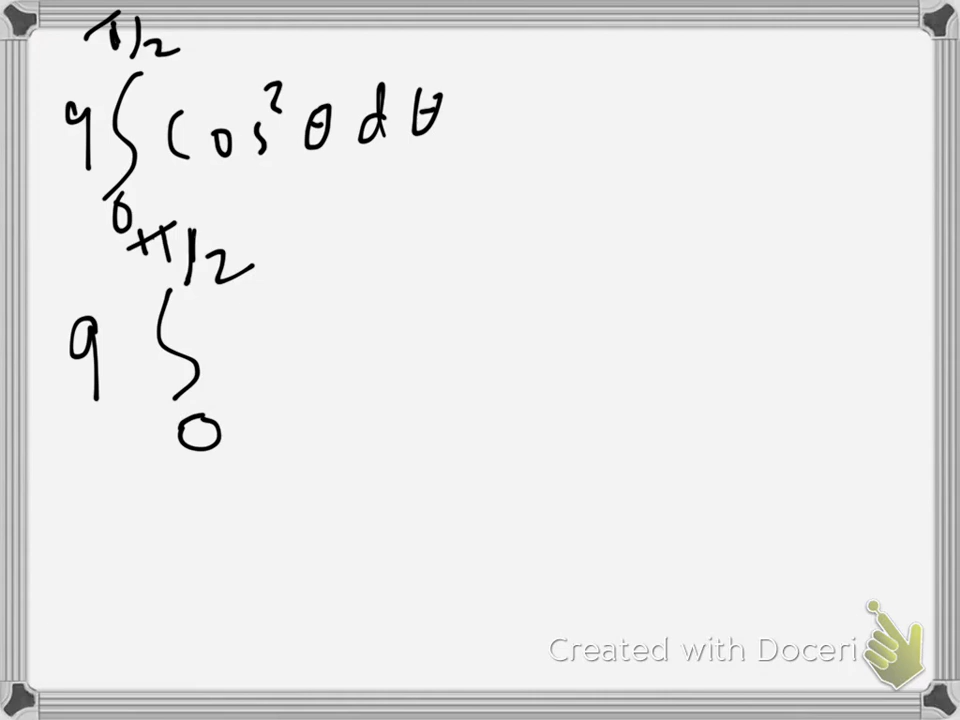 9∫₀^π/2 cos²θ dθ
9 ∫₀^π/2
Created with Doceri